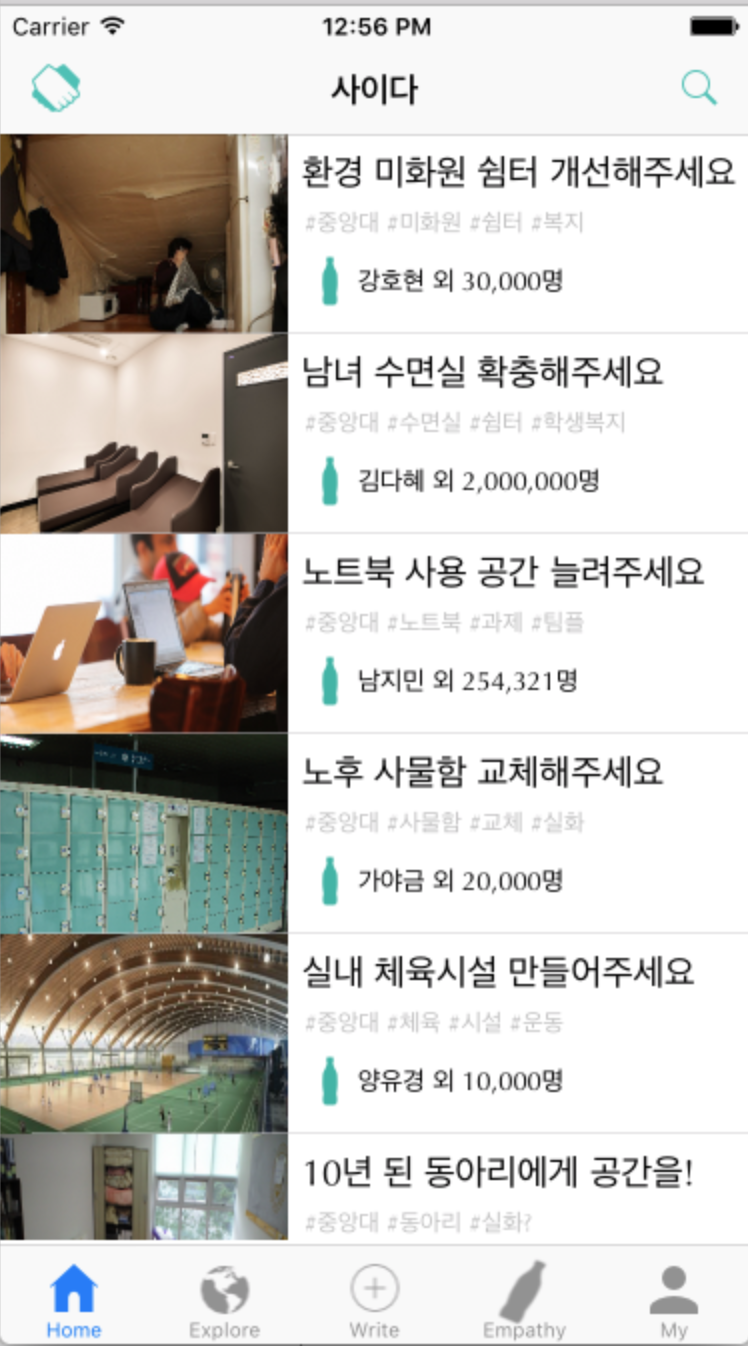 Carrier 12:56 PM
사이다
환경 미화원 쉼터 개선해주세요
#중앙대 #미화원 #쉼터 #복지
강호현 외 30,000명
남녀 수면실 확충해주세요
#중앙대 #수면실 #쉼터 #학생복지
김다혜 외 2,000,000명
노트북 사용 공간 늘려주세요
#중앙대 #노트북 #과제 #팀플
남지민 외 254,321명
노후 사물함 교체해주세요
#중앙대 #사물함 #교체 #실화
가야금 외 20,000명
실내 체육시설 만들어주세요
#중앙대 #체육 #시설 #운동
양유경 외 10,000명
10년 된 동아리에게 공간을!
#중앙대 #동아리 #실화?
Home Explore Write Empathy My